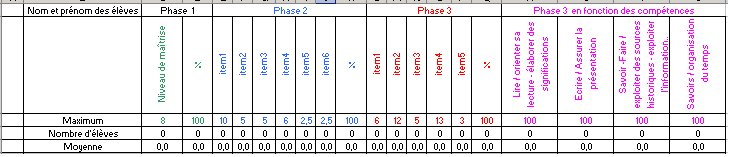 Nom et prénom des élèves Phase 1 Phase 2 Phase 3 Phase 3 en fonction des compétences
Niveau de maîtrise % item1 item2 item3 item4 item5 item6 % item1 item2 item3 item4 item5 % Lire / orienter sa lecture - élaborer des significations Ecrire / Assurer la présentation Savoir -Faire / exploiter des sources historiques - exploiter l'information. Savoirs / organisation du temps
Maximum 8 100 10 5 5 6 2,5 2,5 100 6 12 5 13 3 100 100 100 100 100
Nombre d'élèves 0 0 0 0 0 0 0 0 0 0 0 0 0 0 0 0 0 0 0
Moyenne 0,0 0,0 0,0 0,0 0,0 0,0 0,0 0,0 0,0 0,0 0,0 0,0 0,0 0,0 0,0 0,0 0,0 0,0 0,0